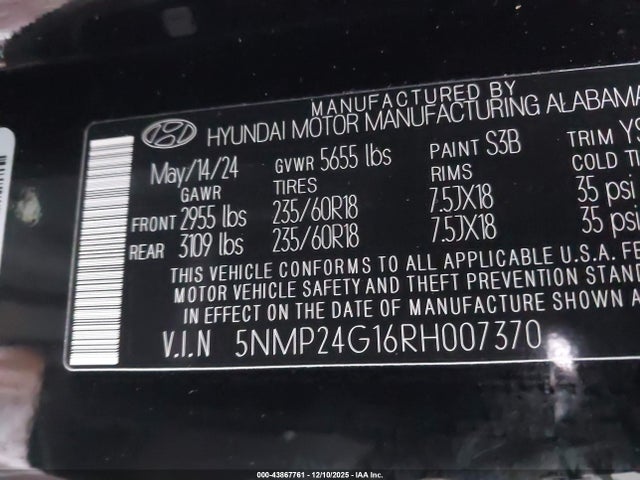 MANUFACTURED BY
HYUNDAI MOTOR MANUFACTURING ALABAMA
May/14/24 GVWR 5655 lbs PAINT S3B TRIM
GAWR TIRES RIMS COLD
FRONT 2955 lbs 235/60R18 7.5JX18 35 psi
REAR 3109 lbs 235/60R18 7.5JX18 35 psi
THIS VEHICLE CONFORMS TO ALL APPLICABLE U.S.A.
MOTOR VEHICLE SAFETY AND THEFT PREVENTION
IN EFFECT ON THE DATE OF MANUFACTURE SHOWN
V.I.N 5NMP24G16RH007370
000-43867761 - 12/10/2025 - IAA Inc.